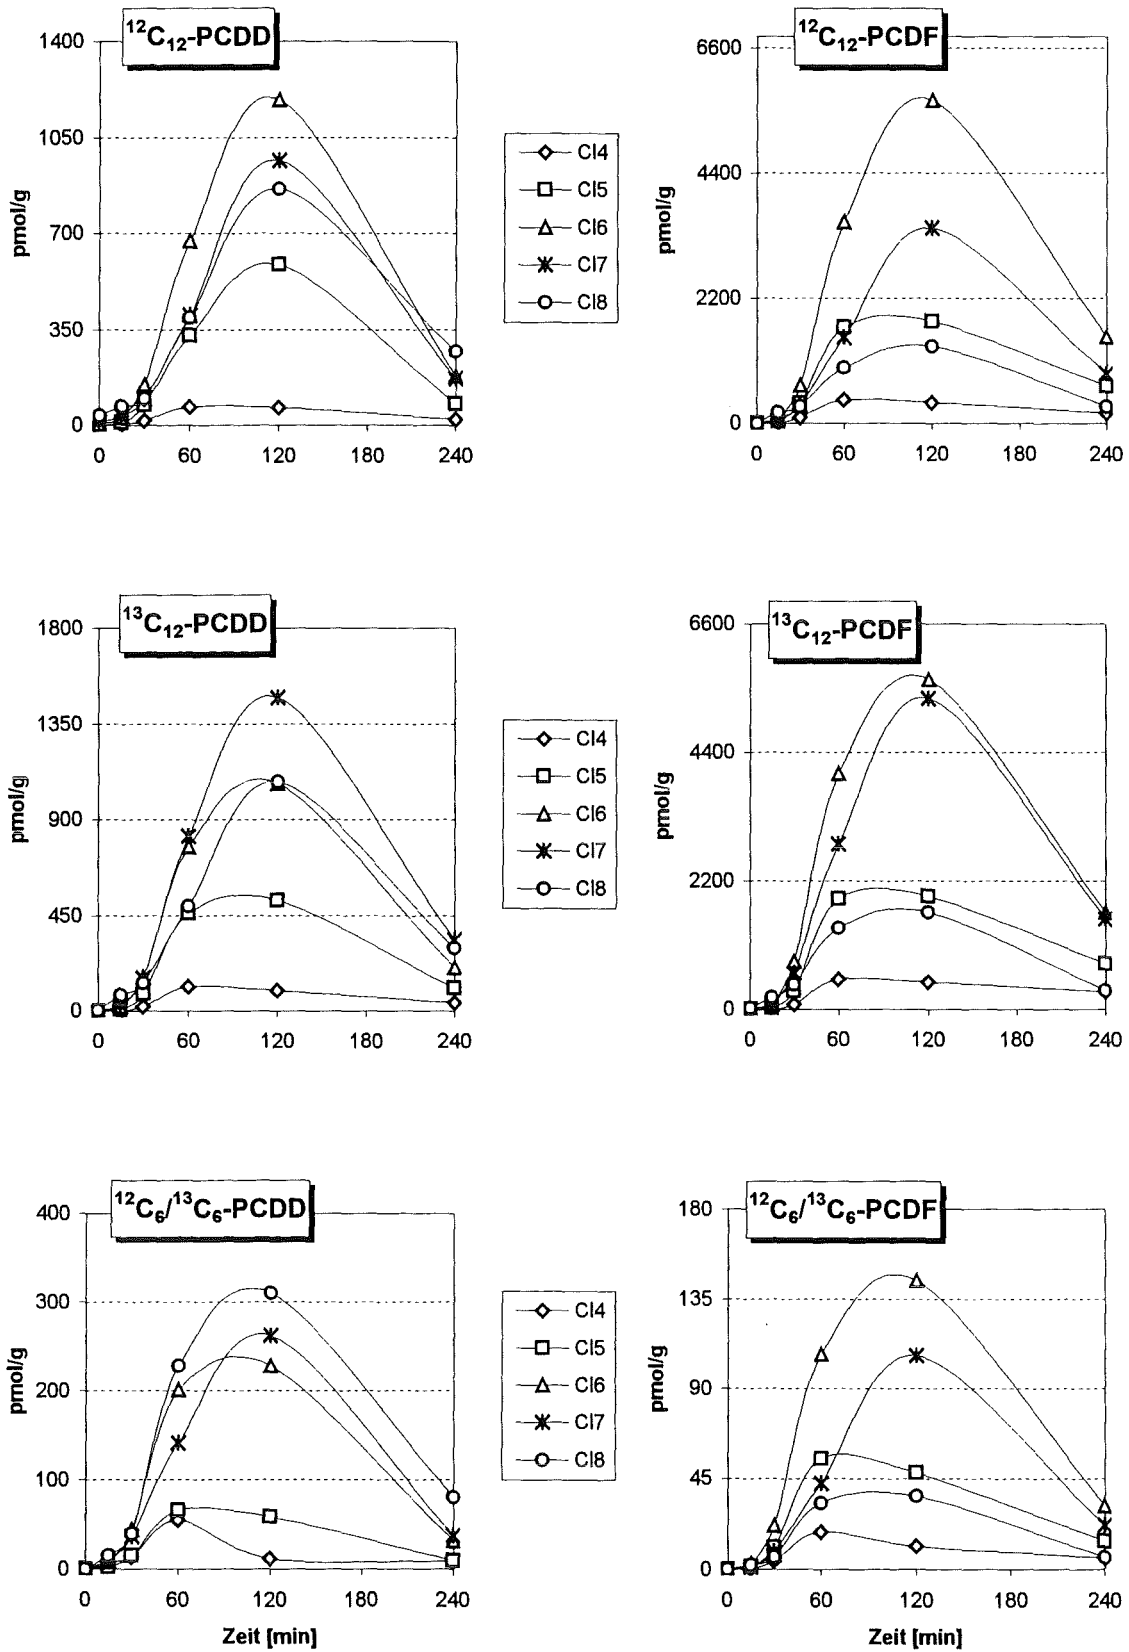 ¹²C₁₂-PCDD
1400
1050
700
350
0
pmol/g
0 60 120 180 240
Cl4
Cl5
Cl6
Cl7
Cl8
¹²C₁₂-PCDF
6600
4400
2200
0
pmol/g
0 60 120 180 240
¹³C₁₂-PCDD
1800
1350
900
450
0
pmol/g
0 60 120 180 240
Cl4
Cl5
Cl6
Cl7
Cl8
¹³C₁₂-PCDF
6600
4400
2200
0
pmol/g
0 60 120 180 240
¹²C₆/¹³C₆-PCDD
400
300
200
100
0
pmol/g
0 60 120 180 240
Zeit [min]
Cl4
Cl5
Cl6
Cl7
Cl8
¹²C₆/¹³C₆-PCDF
180
135
90
45
0
pmol/g
0 60 120 180 240
Zeit [min]